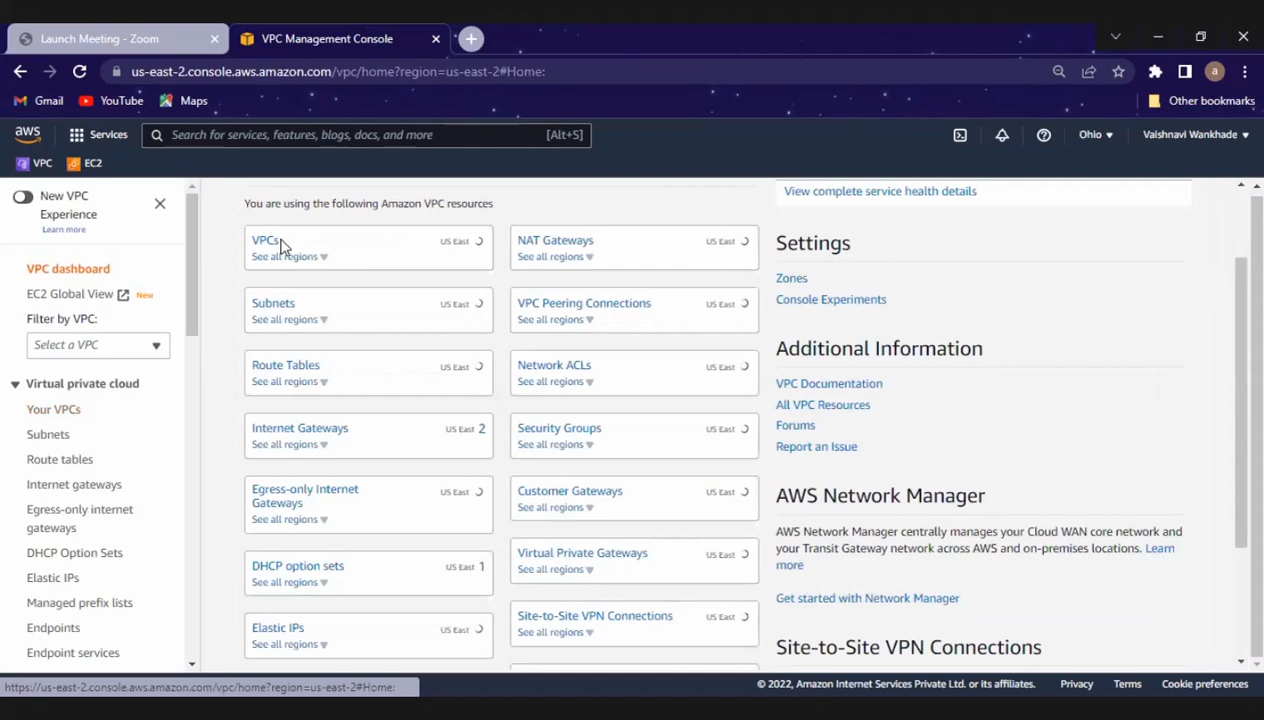 Launch Meeting - Zoom
VPC Management Console
us-east-2.console.aws.amazon.com/vpc/home?region=us-east-2#Home:
a
Gmail
YouTube
Maps
Other bookmarks
aws
Services
Search for services, features, blogs, docs, and more
[Alt+S]
Ohio
Vaishnavi Wankhade
VPC
EC2
New VPC
Experience
Learn more
VPC dashboard
EC2 Global View
New
Filter by VPC:
Select a VPC
Virtual private cloud
Your VPCs
Subnets
Route tables
Internet gateways
Egress-only internet
gateways
DHCP Option Sets
Elastic IPs
Managed prefix lists
Endpoints
Endpoint services
You are using the following Amazon VPC resources
VPCs
US East
See all regions
Subnets
US East
See all regions
Route Tables
US East
See all regions
Internet Gateways
US East 2
See all regions
Egress-only Internet
Gateways
US East
See all regions
DHCP option sets
US East 1
See all regions
Elastic IPs
US East
See all regions
NAT Gateways
US East
See all regions
VPC Peering Connections
US East
See all regions
Network ACLs
US East
See all regions
Security Groups
US East
See all regions
Customer Gateways
US East
See all regions
Virtual Private Gateways
US East
See all regions
Site-to-Site VPN Connections
US East
See all regions
View complete service health details
Settings
Zones
Console Experiments
Additional Information
VPC Documentation
All VPC Resources
Forums
Report an Issue
AWS Network Manager
AWS Network Manager centrally manages your Cloud WAN core network and
your Transit Gateway network across AWS and on-premises locations. Learn
more
Get started with Network Manager
Site-to-Site VPN Connections
https://us-east-2.console.aws.amazon.com/vpc/home?region=us-east-2#Home:
© 2022, Amazon Internet Services Private Ltd. or its affiliates.
Privacy
Terms
Cookie preferences